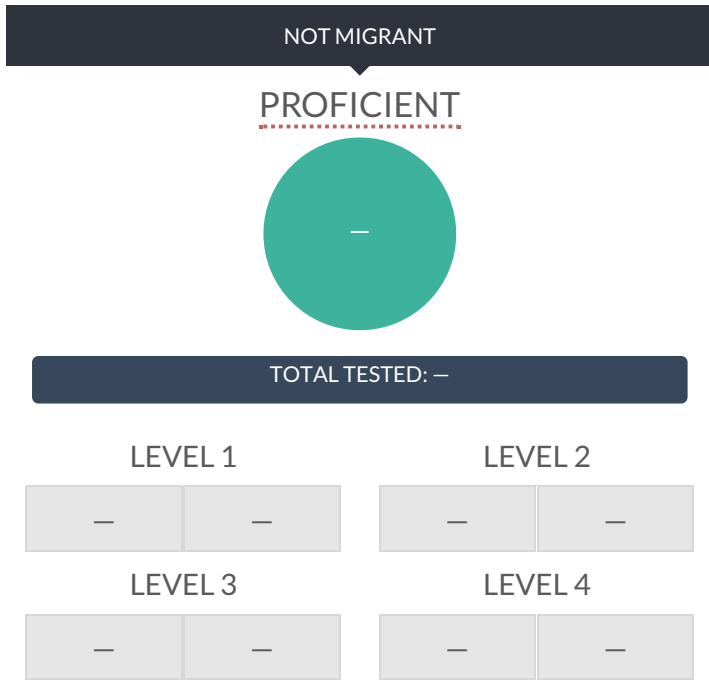 NOT MIGRANT
PROFICIENT
—
TOTAL TESTED: —
LEVEL 1 LEVEL 2
— — — —
LEVEL 3 LEVEL 4
— — — —